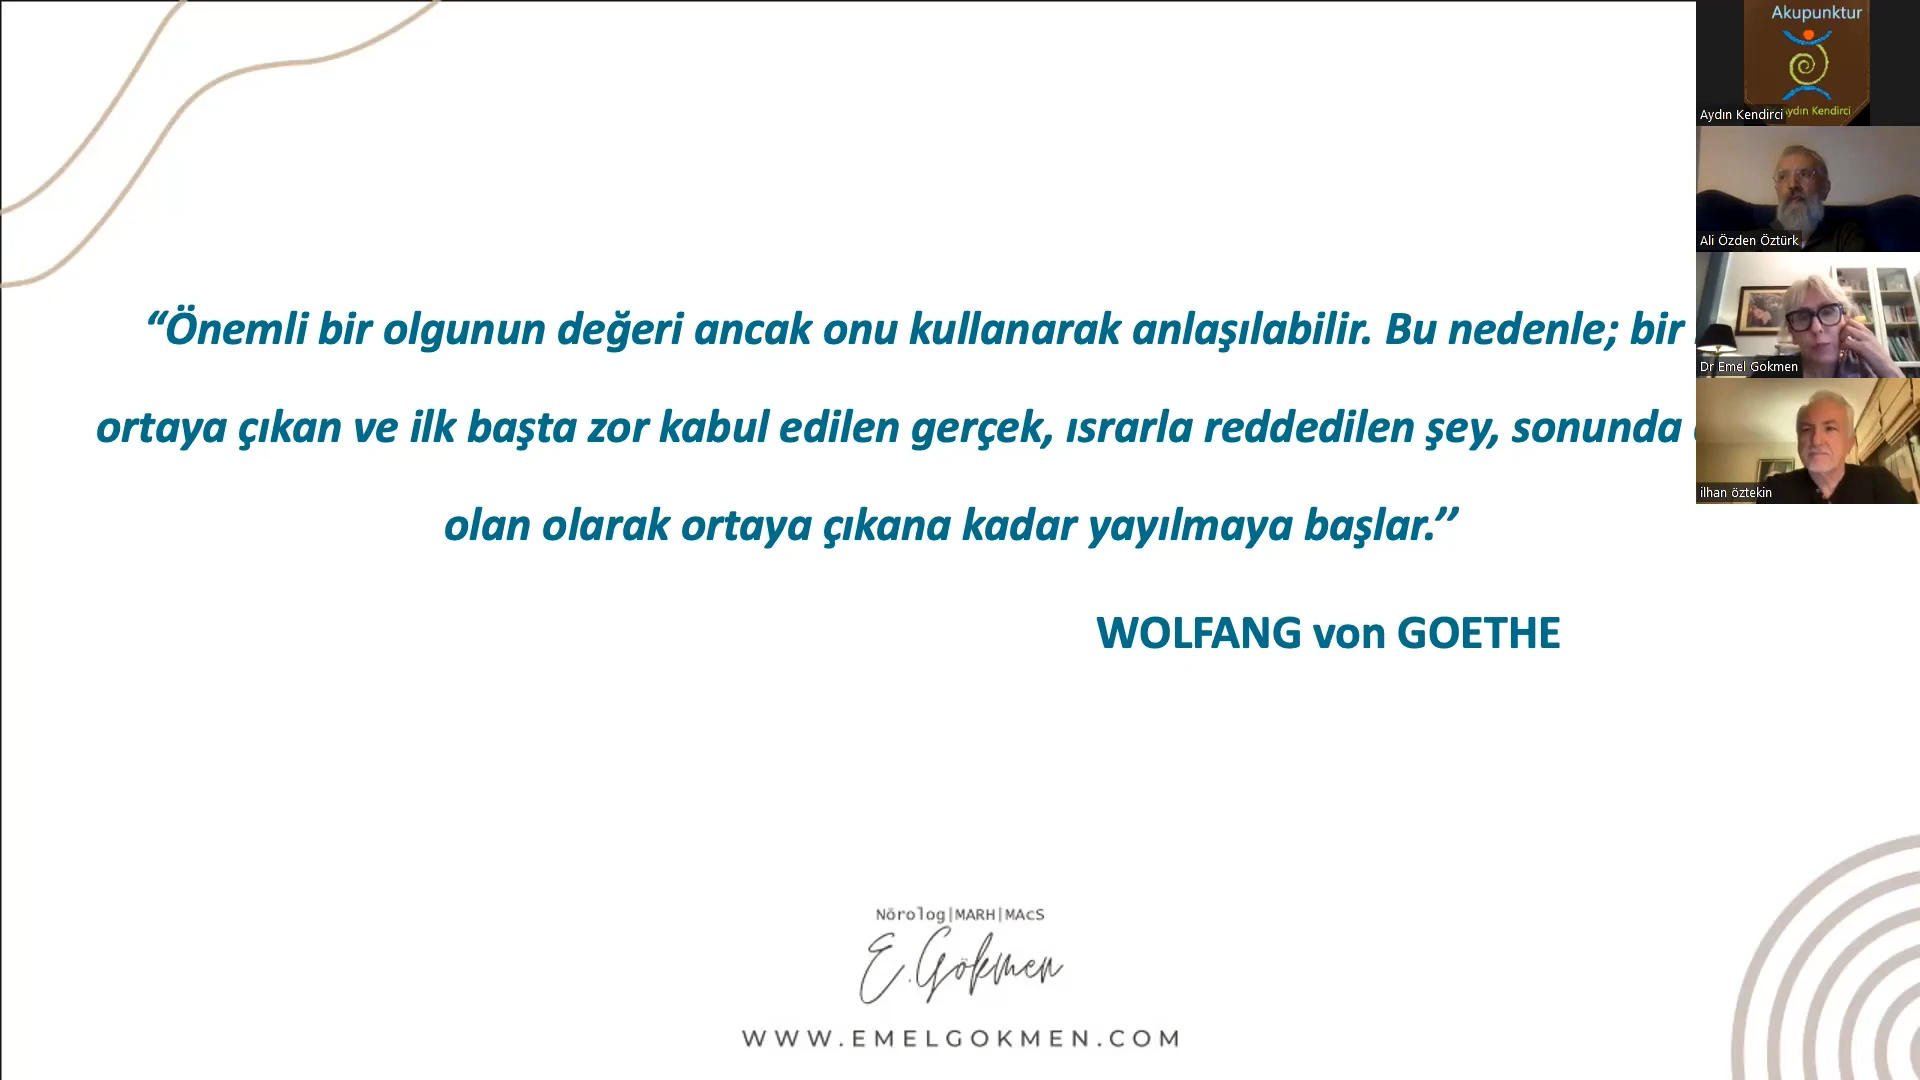 “Önemli bir olgunun değeri ancak onu kullanarak anlaşılabilir. Bu nedenle; bir
ortaya çıkan ve ilk başta zor kabul edilen gerçek, ısrarla reddedilen şey, sonunda
olan olarak ortaya çıkana kadar yayılmaya başlar.’’
WOLFANG von GOETHE
Nörolog|MARH|MAcS
E.Gökmen
WWW.EMELGOKMEN.COM
Akupunktur
Aydın Kendirci
Aydın Kendirci
Ali Özden Öztürk
Dr Emel Gokmen
ilhan öztekin